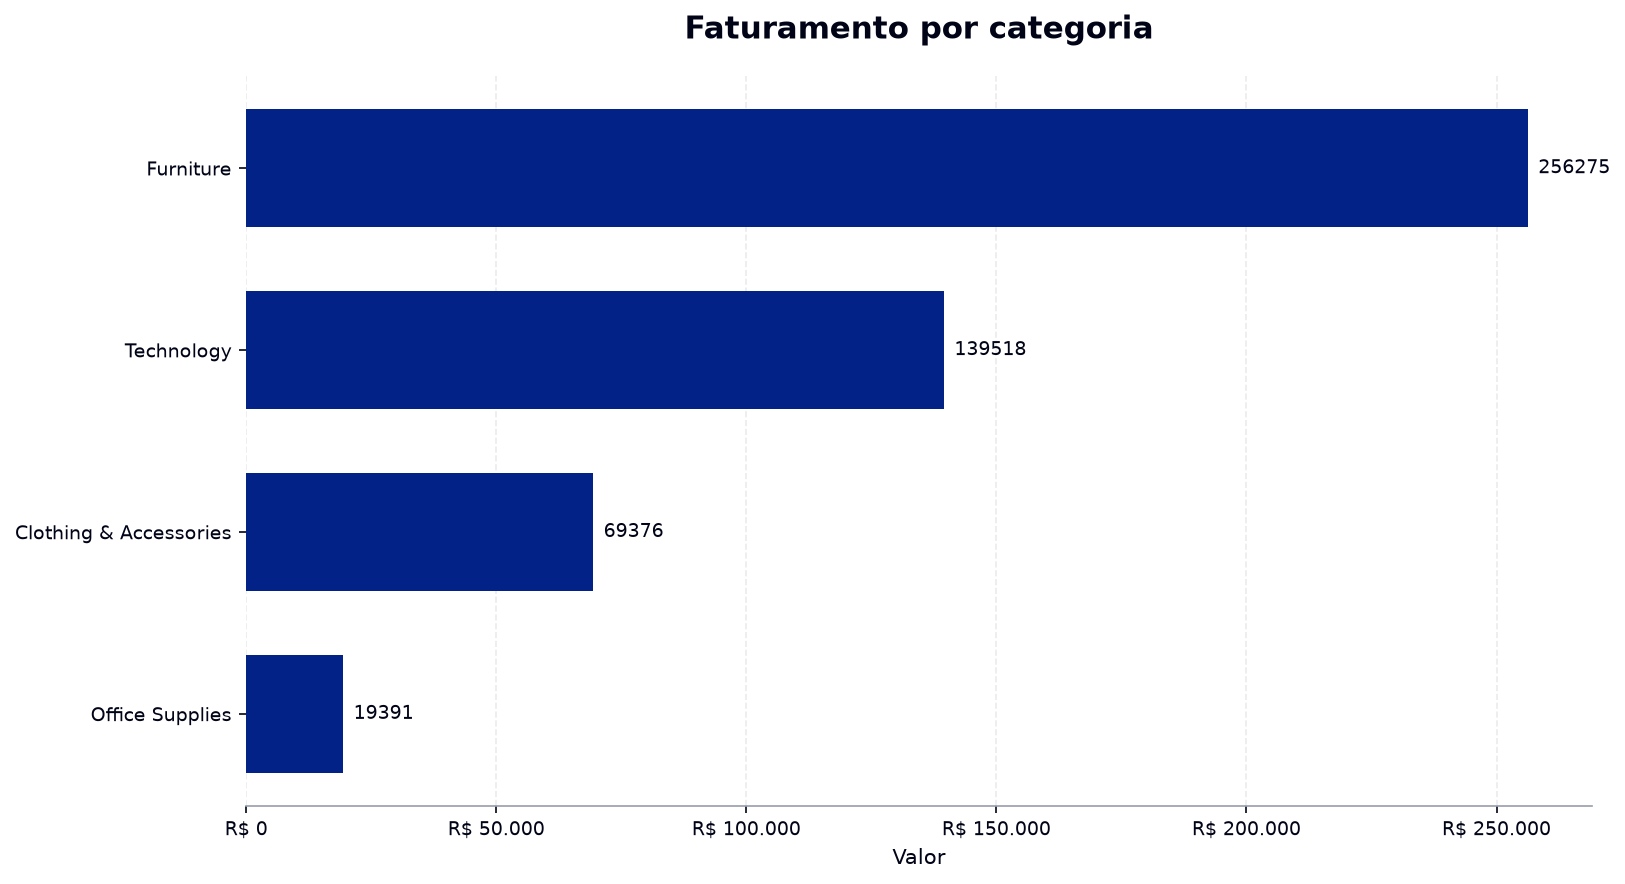 Faturamento por categoria
Furniture
256275
Technology
139518
Clothing & Accessories
69376
Office Supplies
19391
R$ 0
R$ 50.000
R$ 100.000
R$ 150.000
R$ 200.000
R$ 250.000
Valor